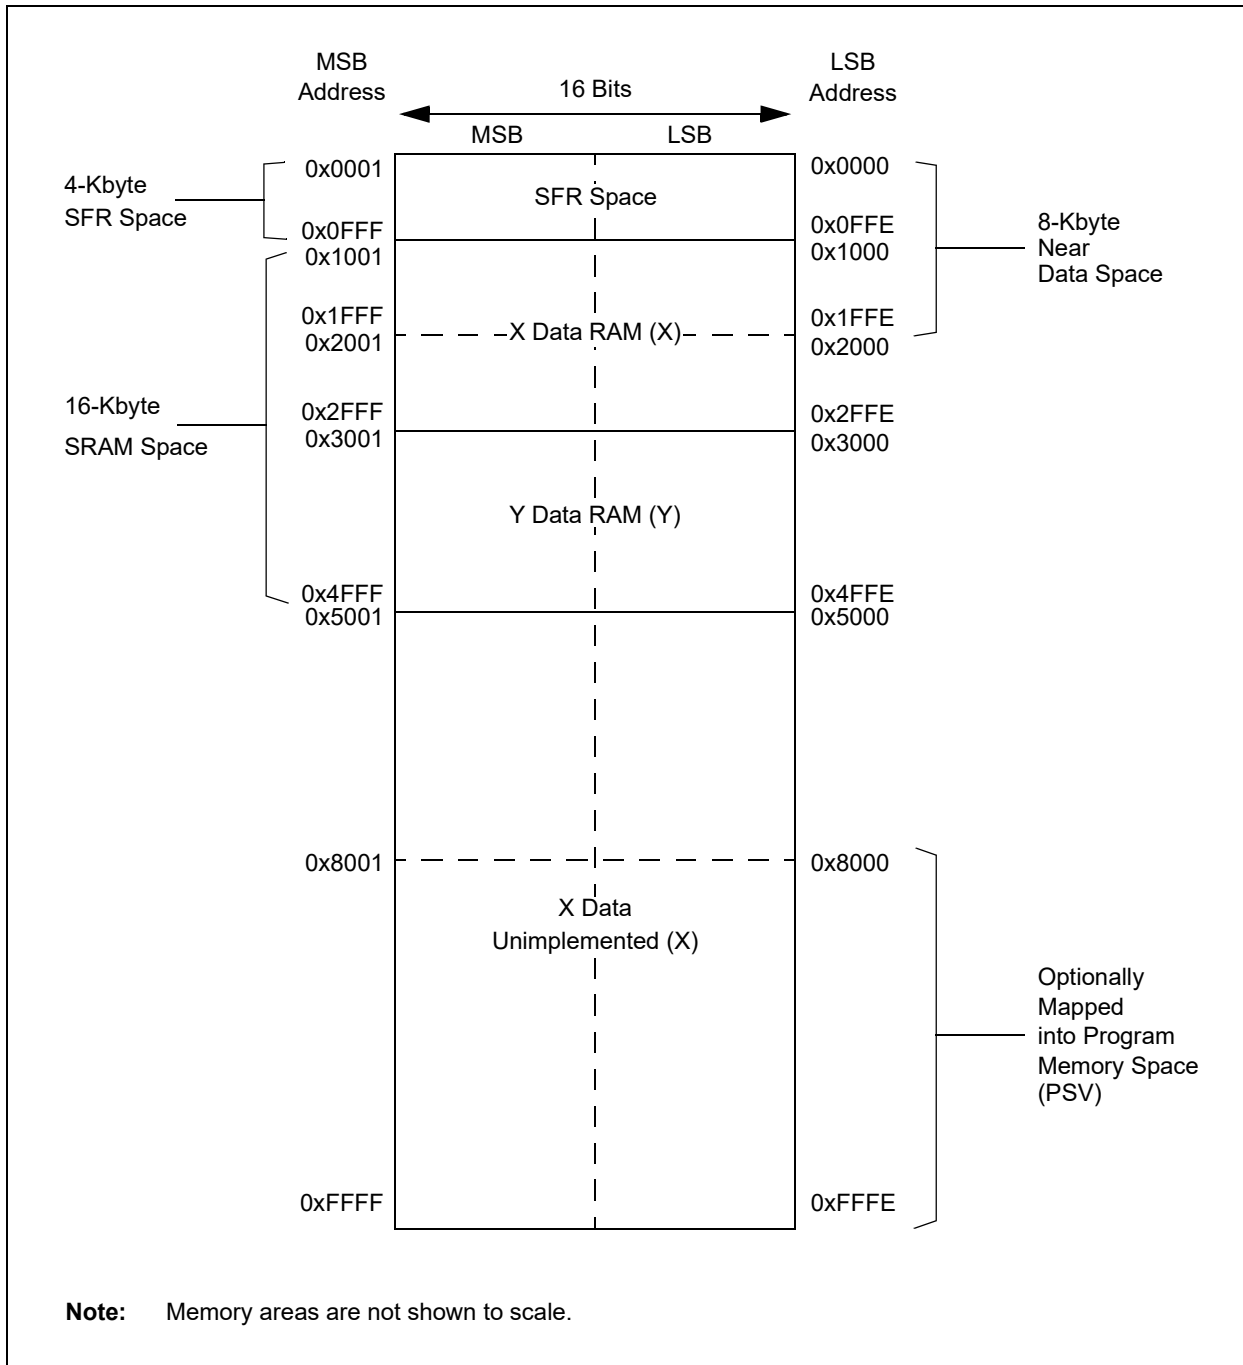 MSB
Address
LSB
Address
16 Bits
MSB
LSB
0x0001
0x0000
4-Kbyte
SFR Space
SFR Space
0x0FFF
0x0FFE
0x1001
0x1000
8-Kbyte
Near
Data Space
0x1FFF
0x1FFE
X Data RAM (X)
0x2001
0x2000
16-Kbyte
SRAM Space
0x2FFF
0x2FFE
0x3001
0x3000
Y Data RAM (Y)
0x4FFF
0x4FFE
0x5001
0x5000
0x8001
0x8000
X Data
Unimplemented (X)
Optionally
Mapped
into Program
Memory Space
(PSV)
0xFFFF
0xFFFE
Note: Memory areas are not shown to scale.